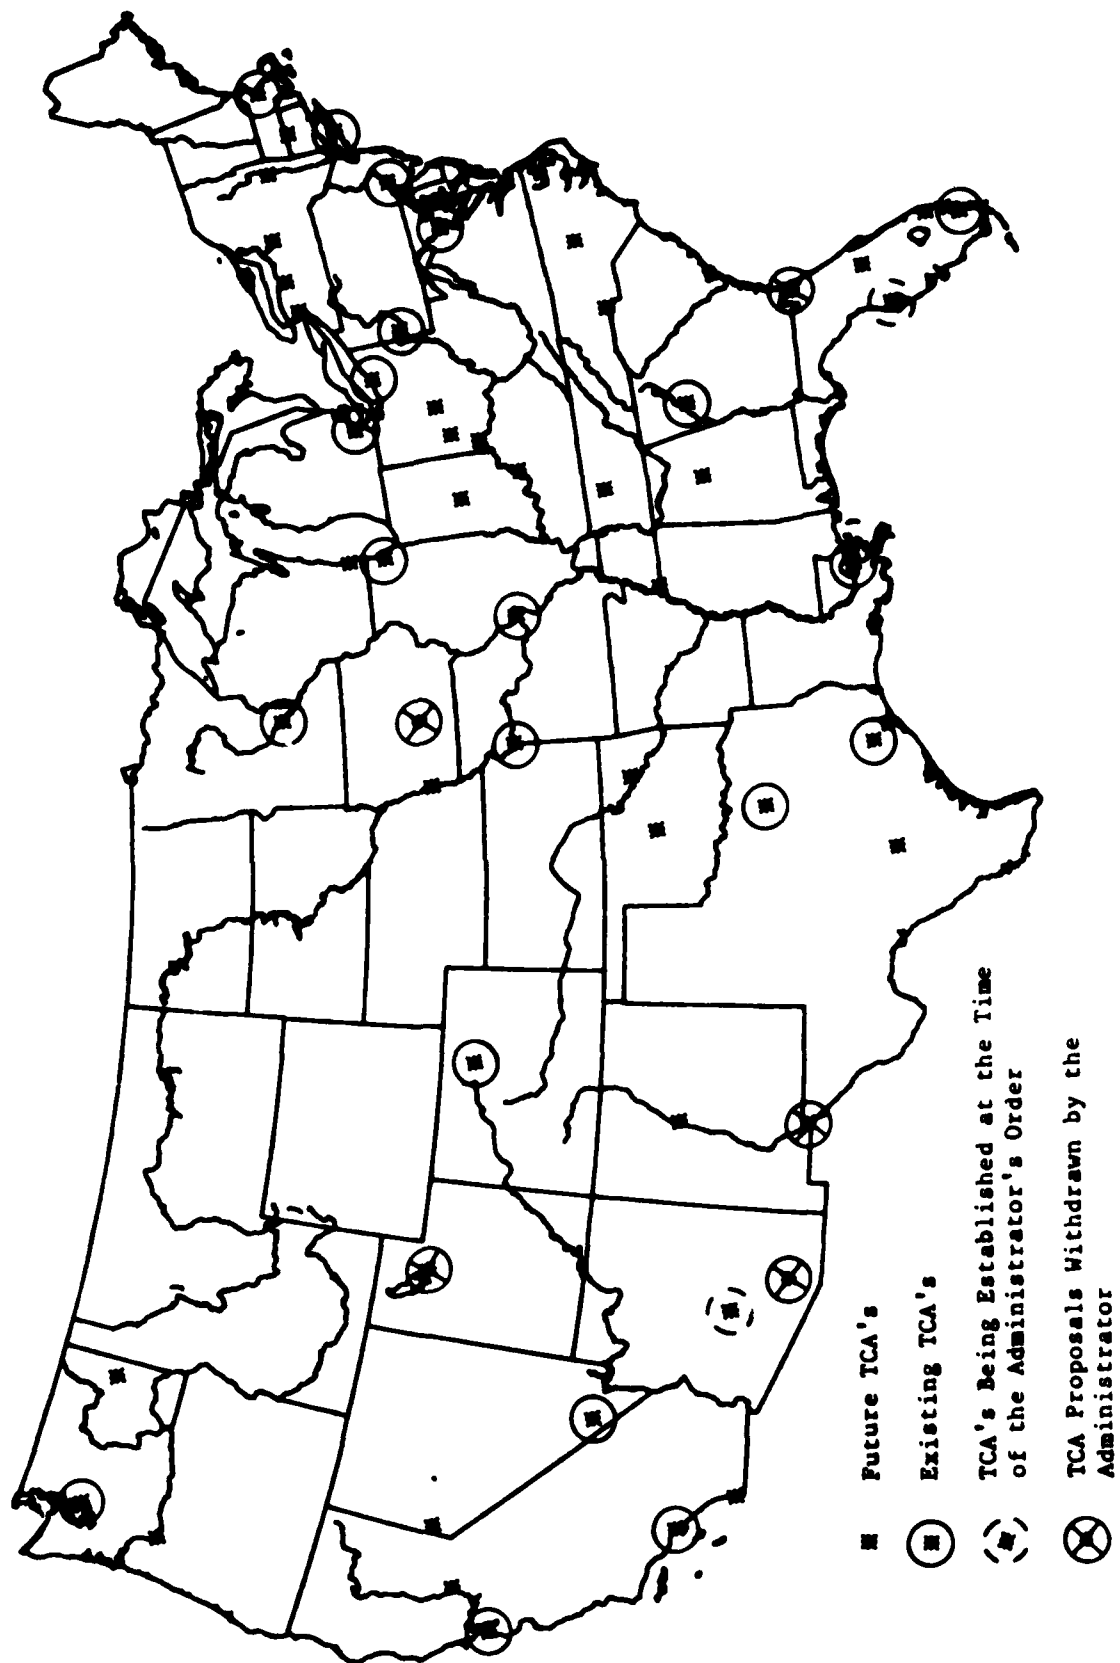 Future TCA's
Existing TCA's
TCA's Being Established at the Time
of the Administrator's Order
TCA Proposals Withdrawn by the
Administrator